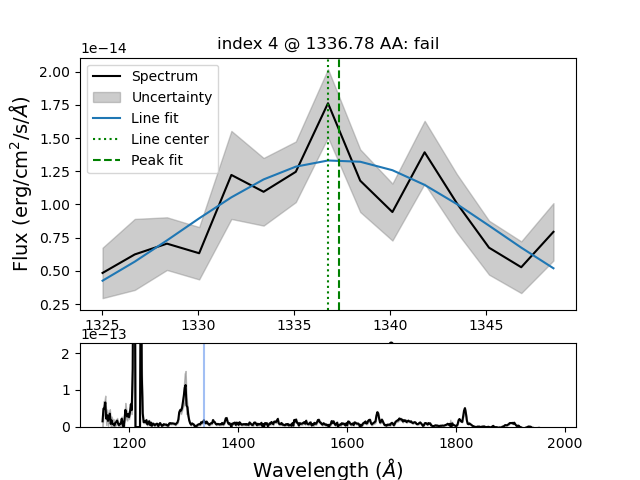 index 4 @ 1336.78 AA: fail
1e−14
Spectrum
Uncertainty
Line fit
Line center
Peak fit
Flux (erg/cm²/s/Å)
2.00
1.75
1.50
1.25
1.00
0.75
0.50
0.25
1325 1330 1335 1340 1345
1e−13
2
1
0
1200 1400 1600 1800 2000
Wavelength (Å)